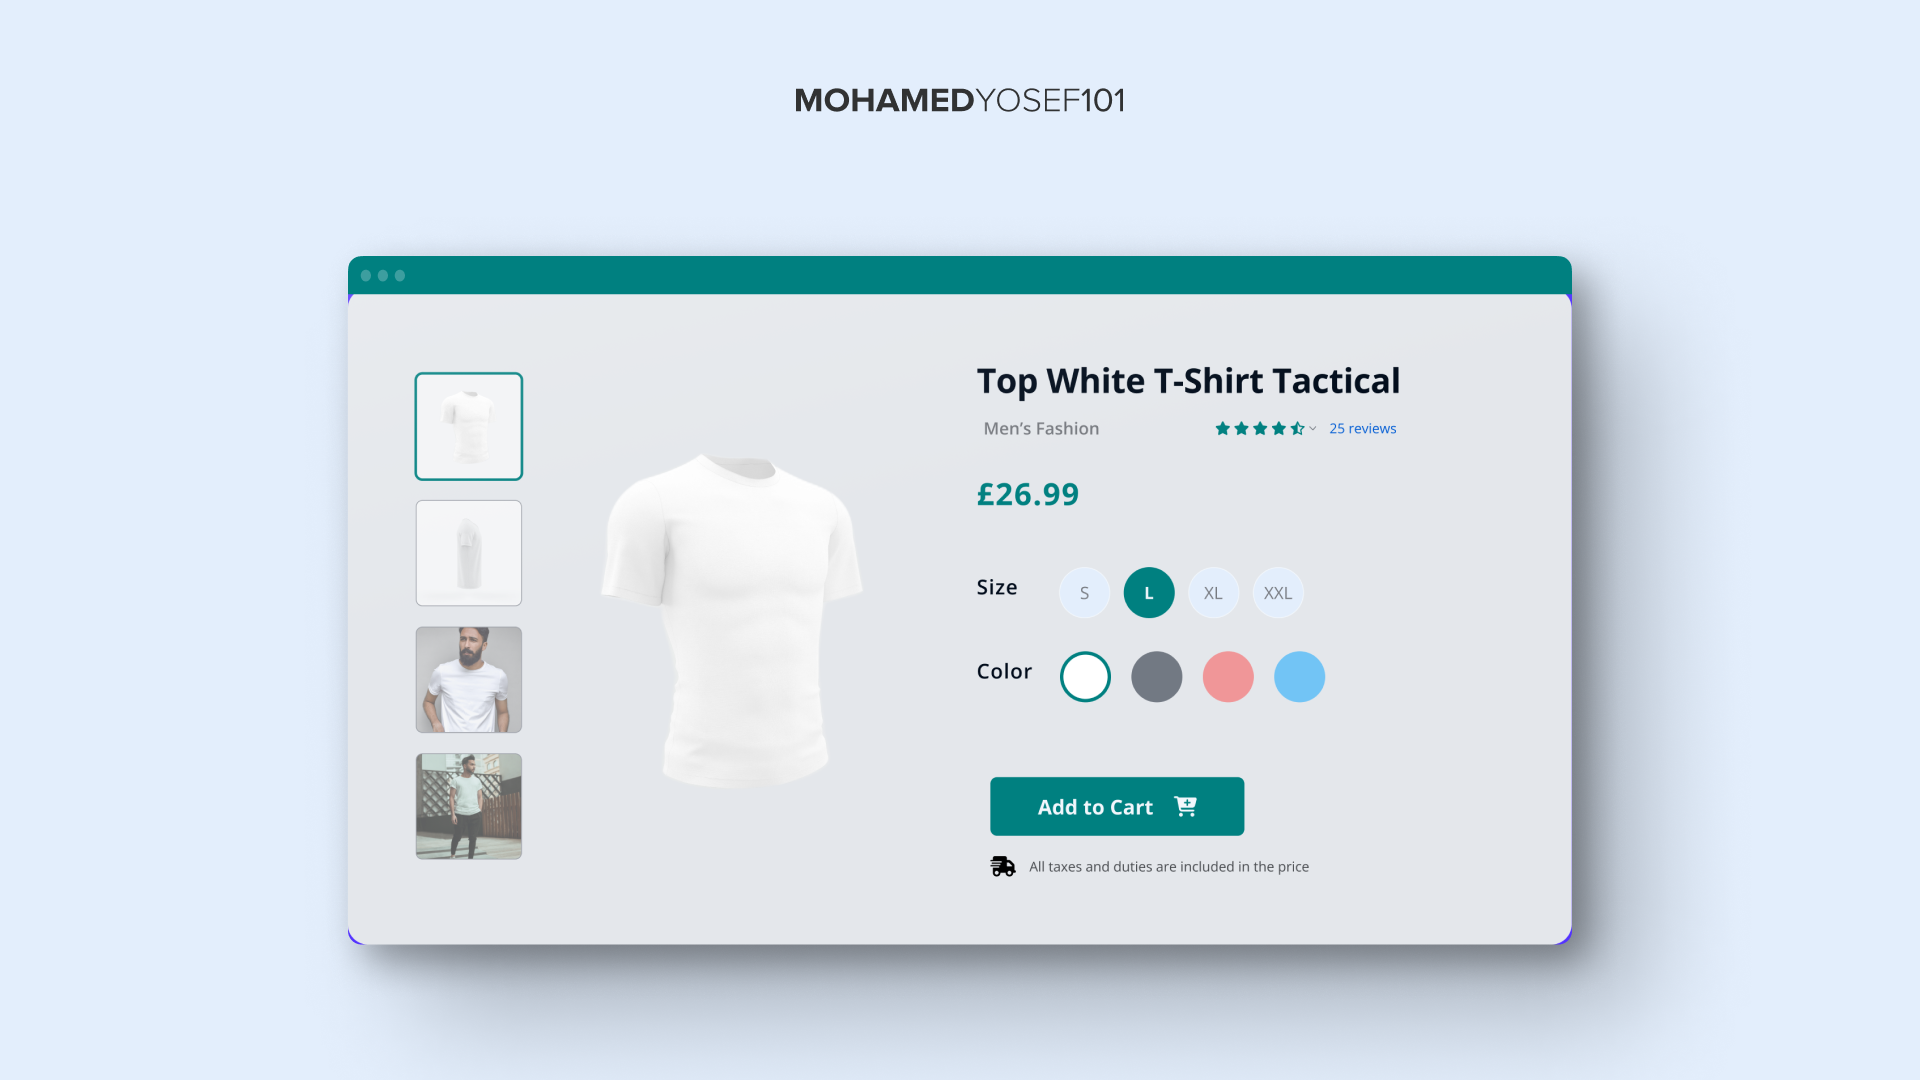 MOHAMEDYOSEF101
Top White T-Shirt Tactical
Men's Fashion 25 reviews
£26.99
Size S L XL XXL
Color
Add to Cart
All taxes and duties are included in the price